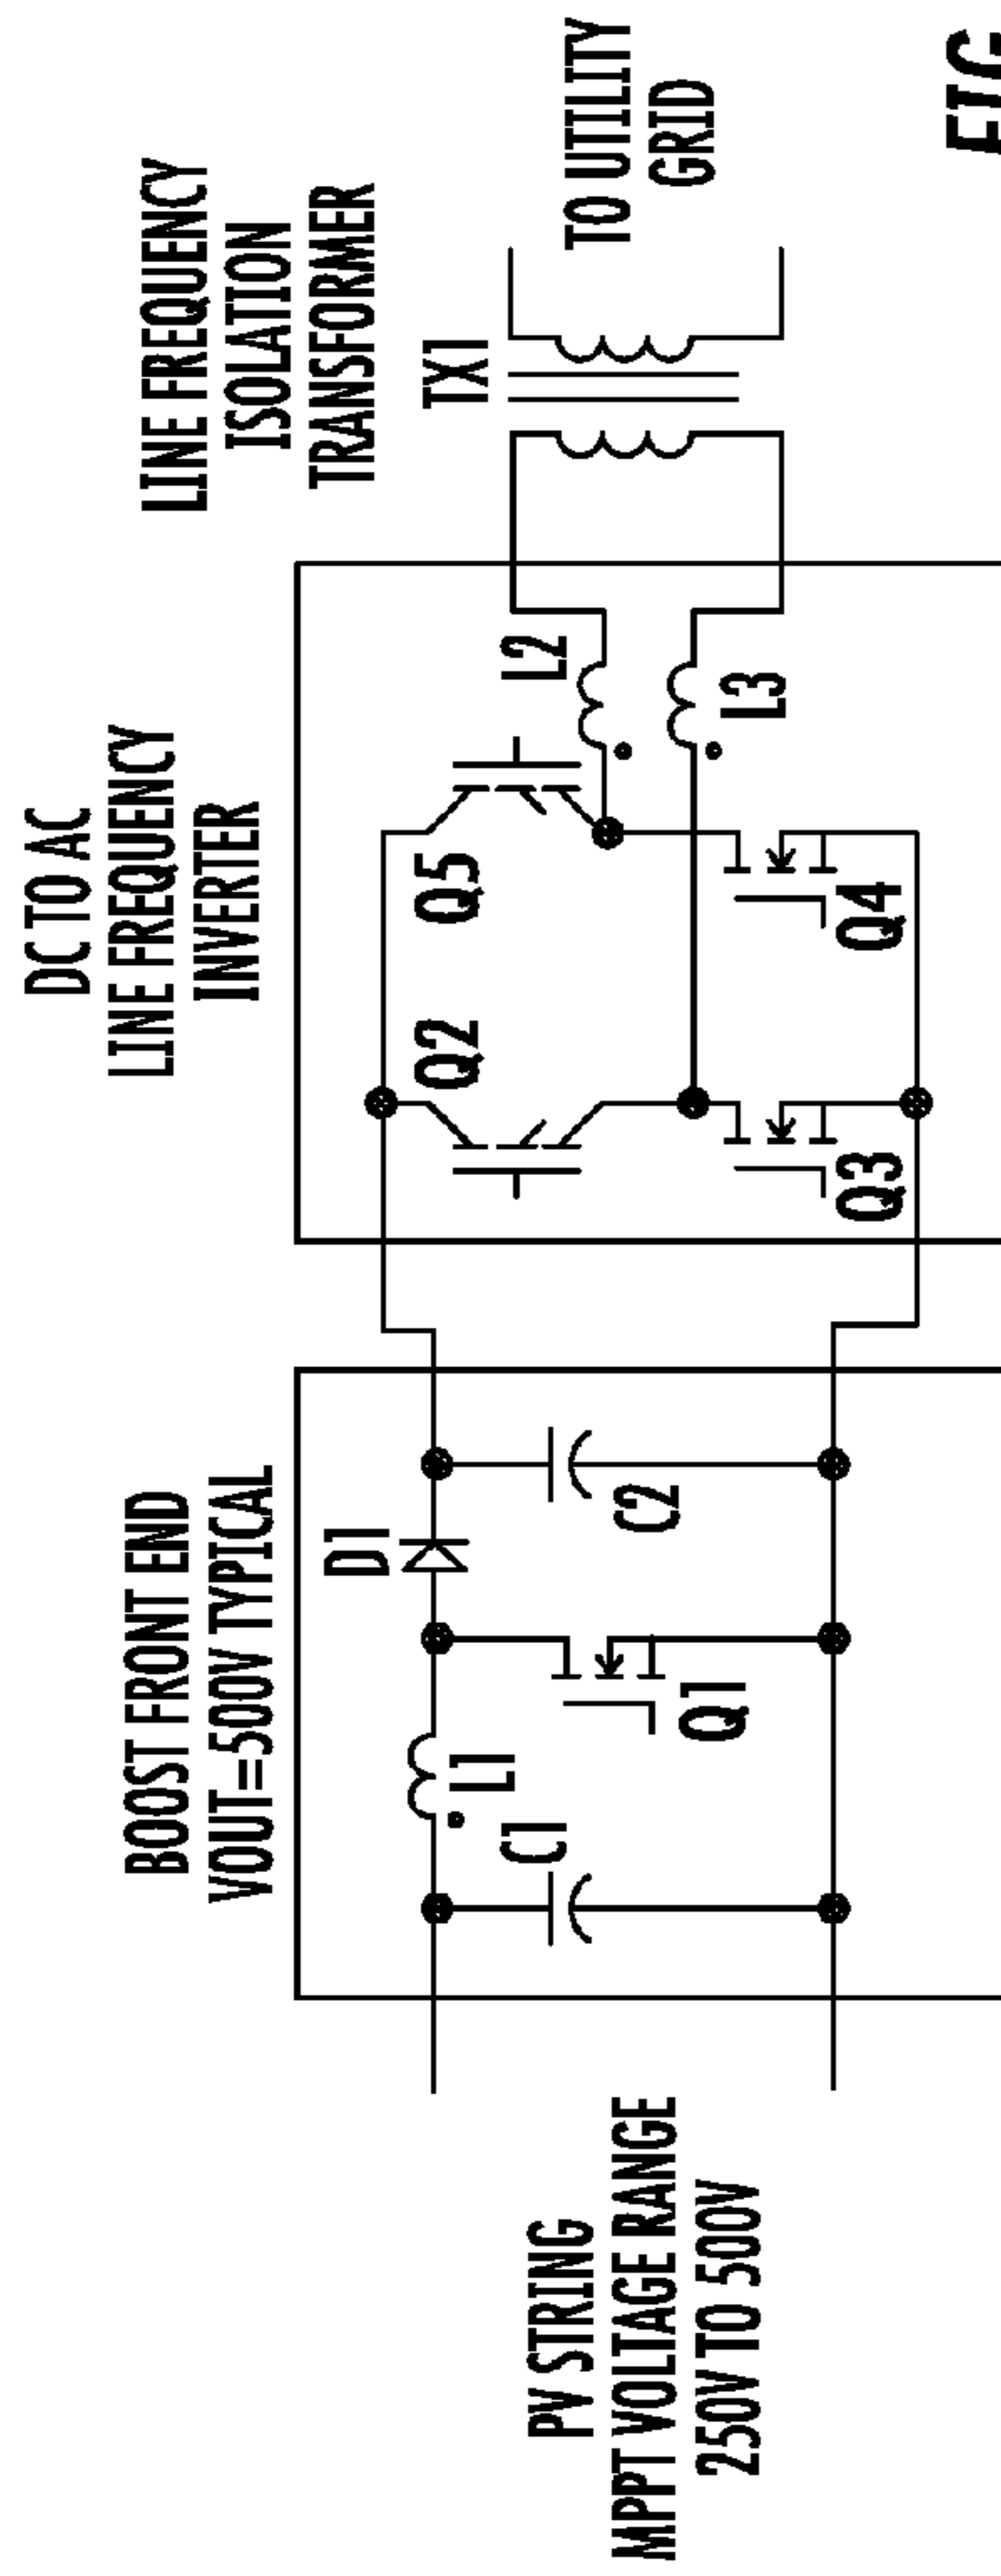 PV STRING
MPPT VOLTAGE RANGE
250V TO 500V
BOOST FRONT END
VOUT=500V TYPICAL
C1
L1
Q1
D1
C2
DC TO AC
LINE FREQUENCY
INVERTER
Q2
Q3
Q5
Q4
L2
L3
LINE FREQUENCY
ISOLATION
TRANSFORMER
TX1
TO UTILITY
GRID
FIG